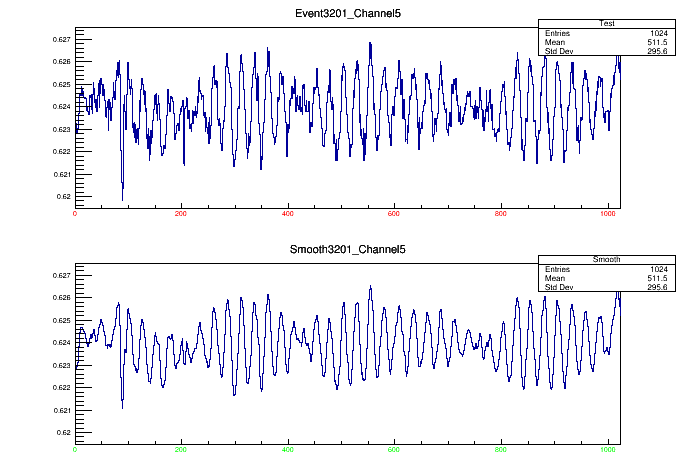 Event3201_Channel5
Test
Entries 1024
Mean 511.5
Std Dev 295.6
0.627
0.626
0.625
0.624
0.623
0.622
0.621
0.62
0 200 400 600 800 1000
Smooth3201_Channel5
Smooth
Entries 1024
Mean 511.5
Std Dev 295.6
0.627
0.626
0.625
0.624
0.623
0.622
0.621
0.62
0 200 400 600 800 1000